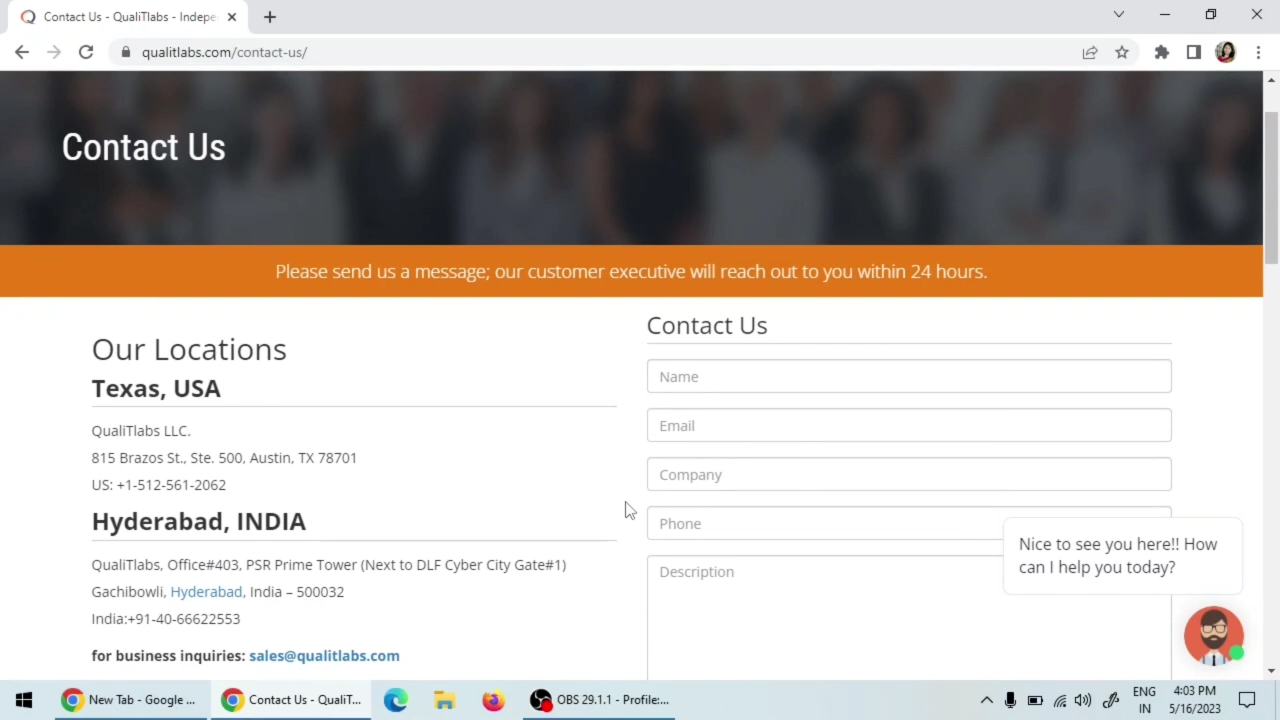 Contact Us - QualiTlabs - Indepe
qualitlabs.com/contact-us/
Contact Us
Please send us a message; our customer executive will reach out to you within 24 hours.
Our Locations
Texas, USA
QualiTlabs LLC.
815 Brazos St., Ste. 500, Austin, TX 78701
US: +1-512-561-2062
Hyderabad, INDIA
QualiTlabs, Office#403, PSR Prime Tower (Next to DLF Cyber City Gate#1)
Gachibowli, Hyderabad, India – 500032
India:+91-40-66622553
for business inquiries: sales@qualitlabs.com
Contact Us
Name
Email
Company
Phone
Description
Nice to see you here!! How
can I help you today?
New Tab - Google ...
Contact Us - QualiT...
OBS 29.1.1 - Profile:...
ENG
IN
4:03 PM
5/16/2023